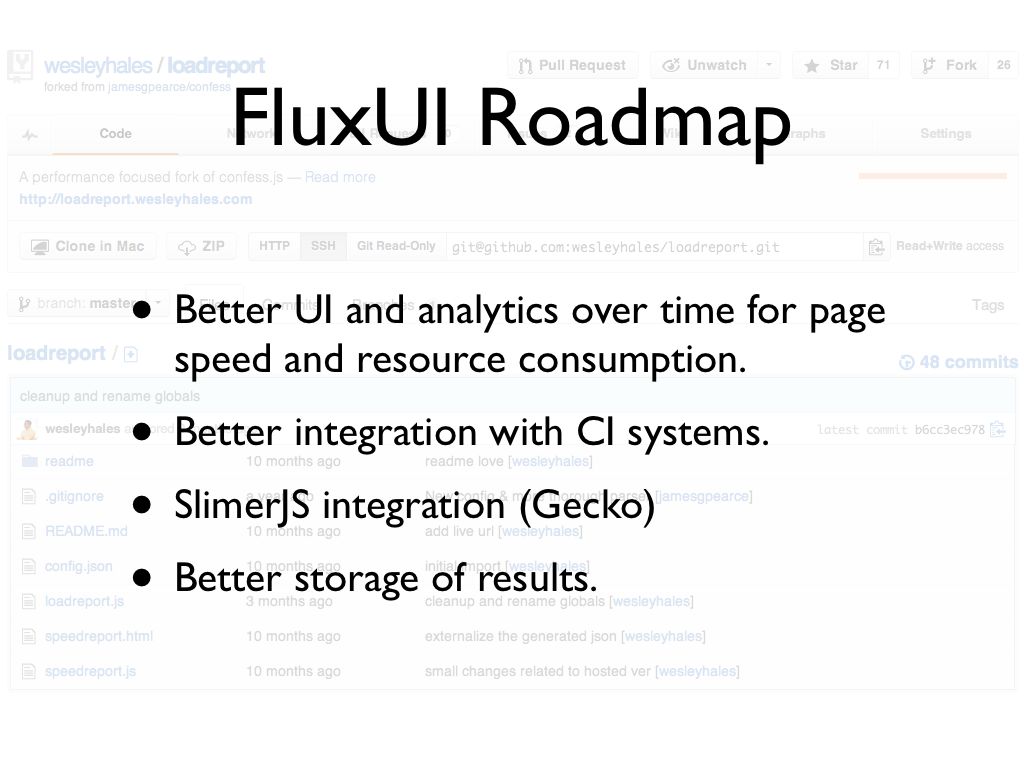 wesleyhales / loadreport
forked from jamesgpearce/confess
Pull Request
Unwatch
Star 71
Fork 26
FluxUI Roadmap
Code
Settings
A performance focused fork of confess.js — Read more
http://loadreport.wesleyhales.com
Clone in Mac
ZIP
HTTP SSH Git Read-Only git@github.com:wesleyhales/loadreport.git Read+Write access
branch: master
Tags
• Better UI and analytics over time for page
speed and resource consumption.
loadreport /
48 commits
cleanup and rename globals
• Better integration with CI systems.
wesleyhales
latest commit b6cc3ec978
readme 10 months ago readme love [wesleyhales]
• SlimerJS integration (Gecko)
.gitignore [jamesgpearce]
README.md 10 months ago add live url [wesleyhales]
• Better storage of results.
config.json 10 months ago initial import [wesleyhales]
loadreport.js 3 months ago cleanup and rename globals [wesleyhales]
speedreport.html 10 months ago externalize the generated json [wesleyhales]
speedreport.js 10 months ago small changes related to hosted ver [wesleyhales]